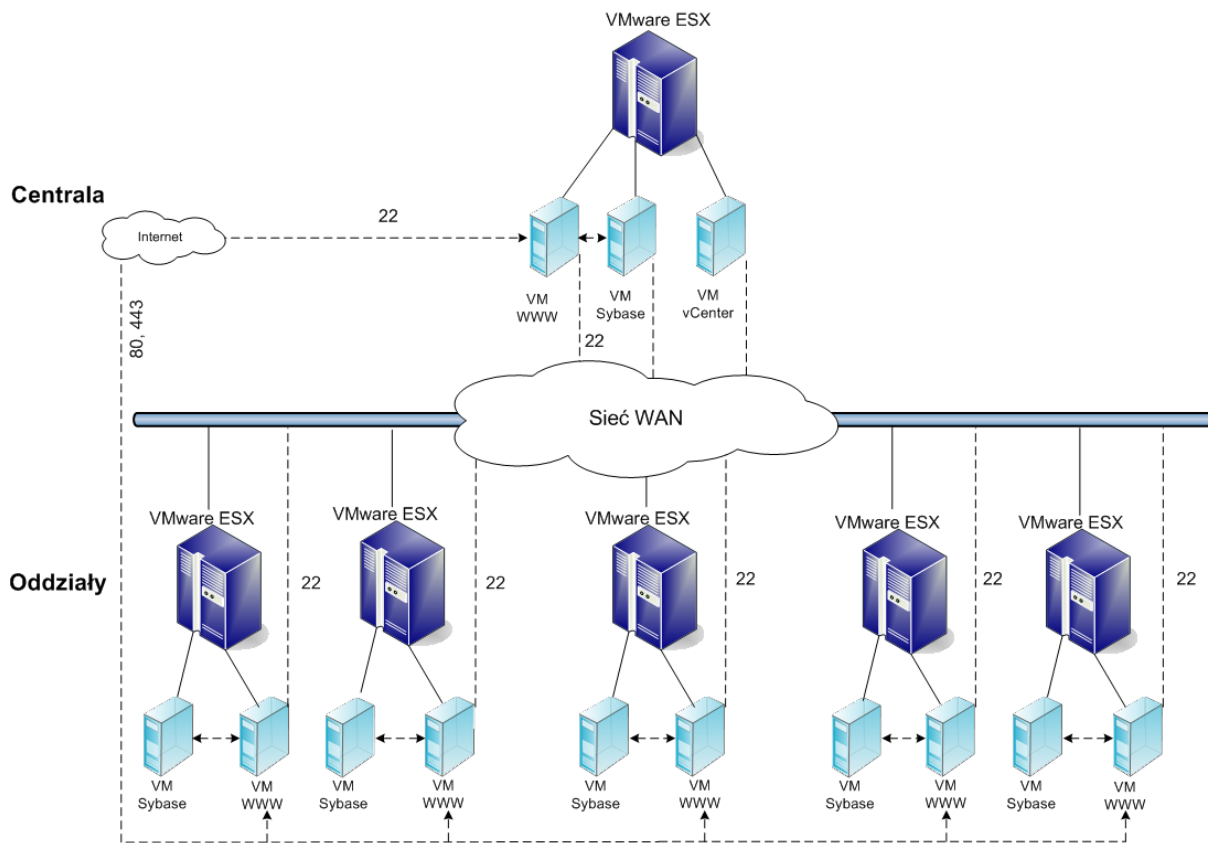 VMware ESX
Centrala
22
Internet
VM
WWW
VM
Sybase
VM
vCenter
80, 443
22
Sieć WAN
VMware ESX
VMware ESX
VMware ESX
VMware ESX
VMware ESX
Oddziały
22
22
22
22
22
VM
Sybase
VM
WWW
VM
Sybase
VM
WWW
VM
Sybase
VM
WWW
VM
Sybase
VM
WWW
VM
Sybase
VM
WWW